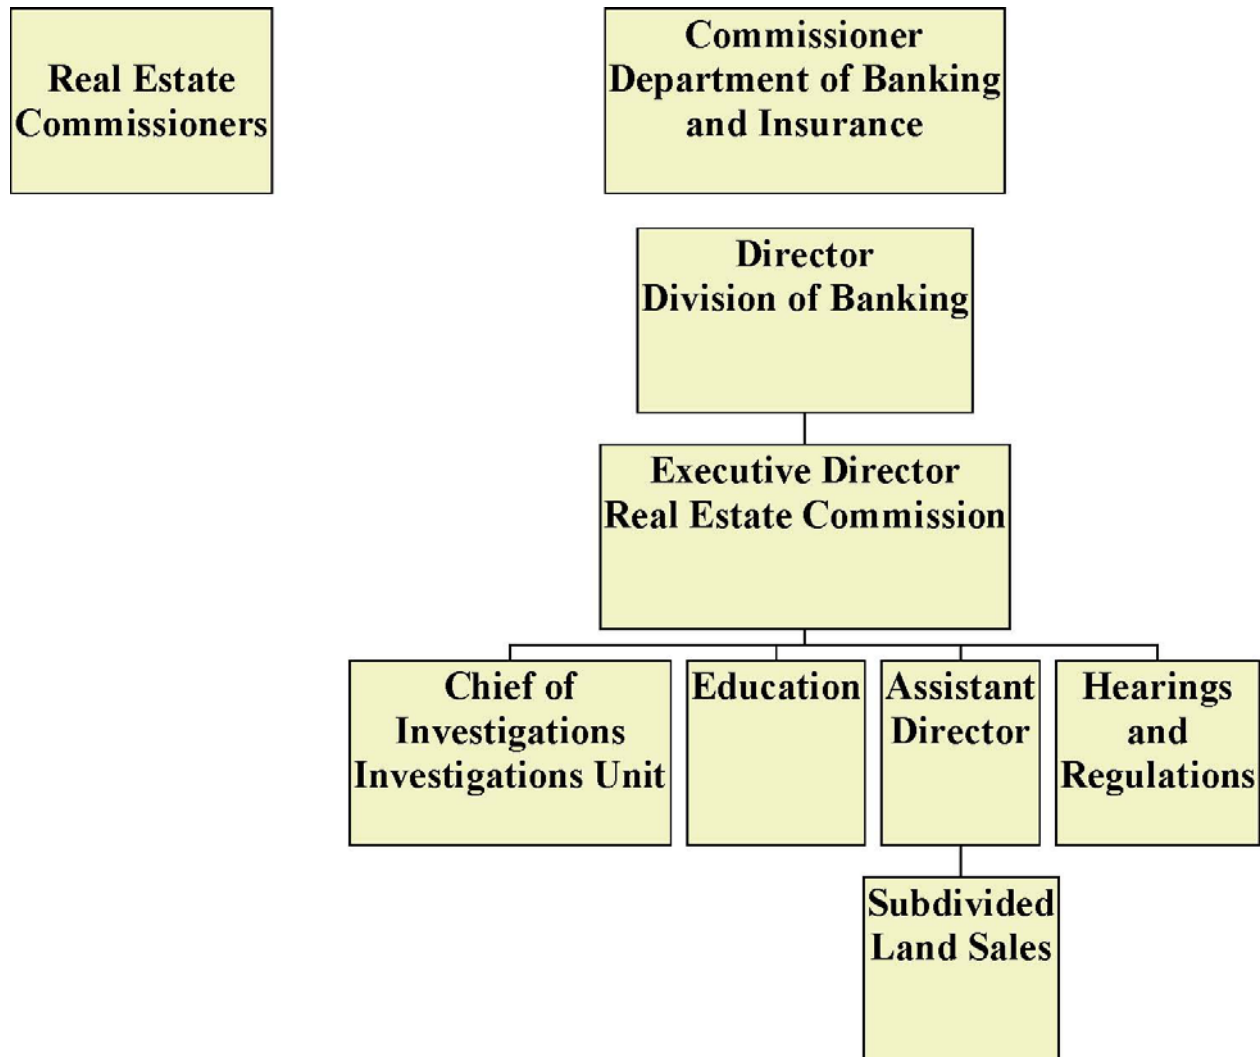 Real Estate
Commissioners
Commissioner
Department of Banking
and Insurance
Director
Division of Banking
Executive Director
Real Estate Commission
Chief of
Investigations
Investigations Unit
Education
Assistant
Director
Hearings
and
Regulations
Subdivided
Land Sales